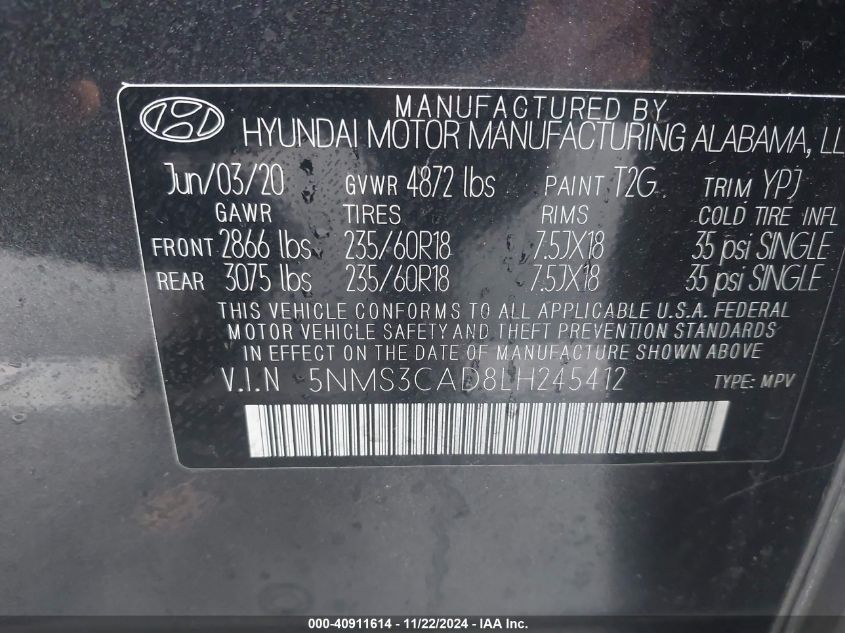 MANUFACTURED BY
HYUNDAI MOTOR MANUFACTURING ALABAMA, LL
Jun/03/20 GVWR 4872 lbs PAINT T2G TRIM YPJ
GAWR TIRES RIMS COLD TIRE INFL
FRONT 2866 lbs 235/60R18 7.5JX18 35 psi SINGLE
REAR 3075 lbs 235/60R18 7.5JX18 35 psi SINGLE
THIS VEHICLE CONFORMS TO ALL APPLICABLE U.S.A. FEDERAL
MOTOR VEHICLE SAFETY AND THEFT PREVENTION STANDARDS
IN EFFECT ON THE DATE OF MANUFACTURE SHOWN ABOVE
V.I.N 5NMS3CAD8LH245412 TYPE: MPV
000-40911614 - 11/22/2024 - IAA Inc.